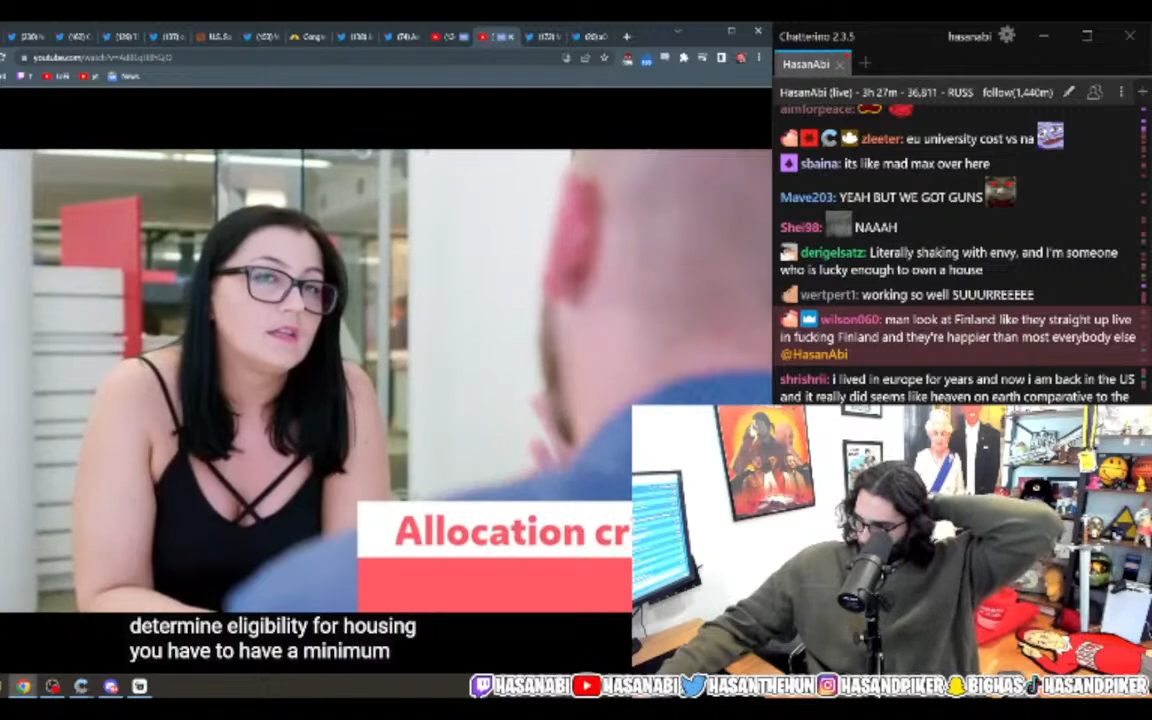 Chatterino 2.3.5
hasanabi
youtube.com/watch?v=
News
HasanAbi
HasanAbi (live) - 3h 27m - 36,811 - RUSS follow(1,440m)
aimforpeace:
zleeter: eu university cost vs na
sbaina: its like mad max over here
Mave203: YEAH BUT WE GOT GUNS
Shei98: NAAAH
derigelsatz: Literally shaking with envy, and I'm someone
who is lucky enough to own a house
wertpert1: working so well SUUURREEEEE
wilson060: man look at Finland like they straight up live
in fucking Finland and they're happier than most everybody else
@HasanAbi
shrishrii: i lived in europe for years and now i am back in the US
and it really did seems like heaven on earth comparative to the
Allocation cr
determine eligibility for housing
you have to have a minimum
HASANABI HASANABI HASANTHEHUN HASANDPIKER BIGHAS HASANDPIKER